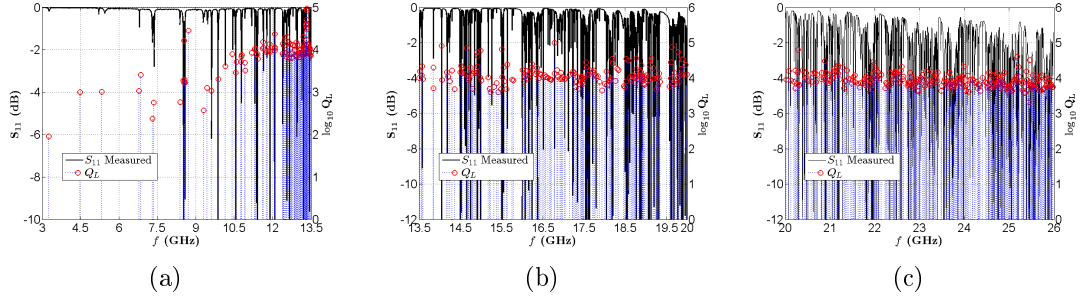 0 -2 -4 -6 -8 -10
S11 (dB)
5 4 3 2 1 0
log10 QL
S11 Measured
QL
3 4.5 6 7.5 9 10.5 12 13.5
f (GHz)
(a)
0 -2 -4 -6 -8 -10 -12
S11 (dB)
6 5 4 3 2 1 0
log10 QL
S11 Measured
QL
13.5 14.5 15.5 16.5 17.5 18.5 19.5 20
f (GHz)
(b)
0 -2 -4 -6 -8 -10 -12
S11 (dB)
6 5 4 3 2 1 0
log10 QL
S11 Measured
QL
20 21 22 23 24 25 26
f (GHz)
(c)